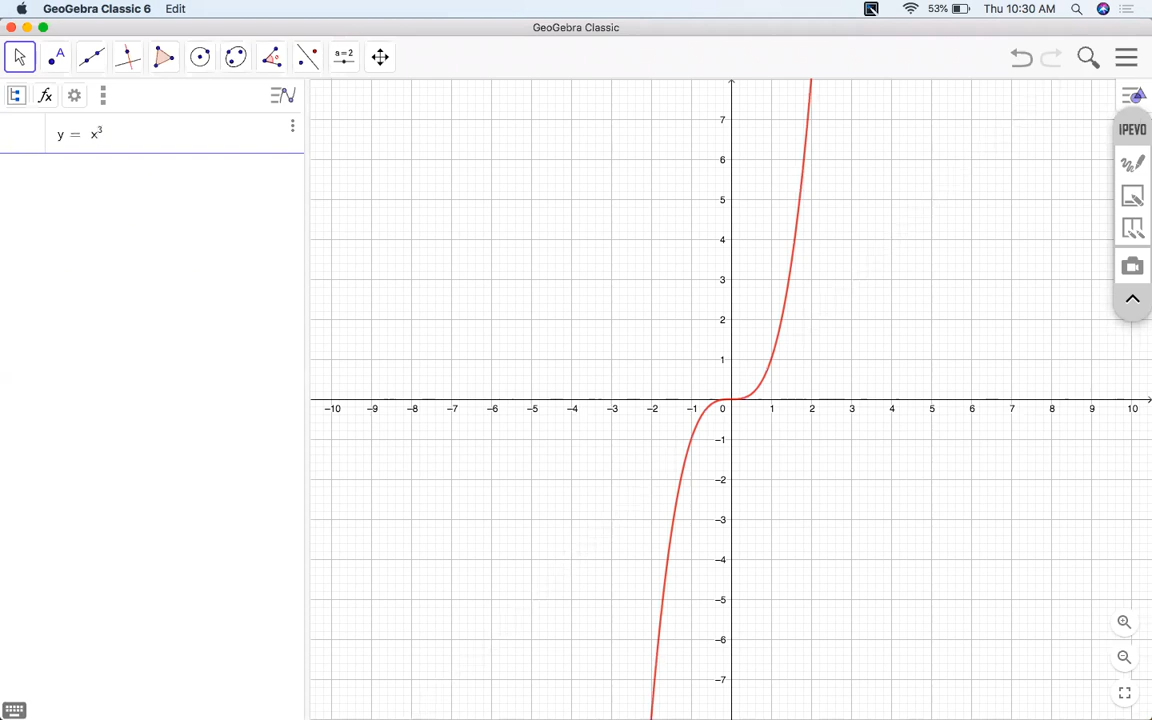 GeoGebra Classic 6 Edit 53% Thu 10:30 AM
GeoGebra Classic
A a=2
fx
IPEVO
y = x³
7
6
5
4
3
2
1
−10 −9 −8 −7 −6 −5 −4 −3 −2 −1 0 1 2 3 4 5 6 7 8 9 10
−1
−2
−3
−4
−5
−6
−7